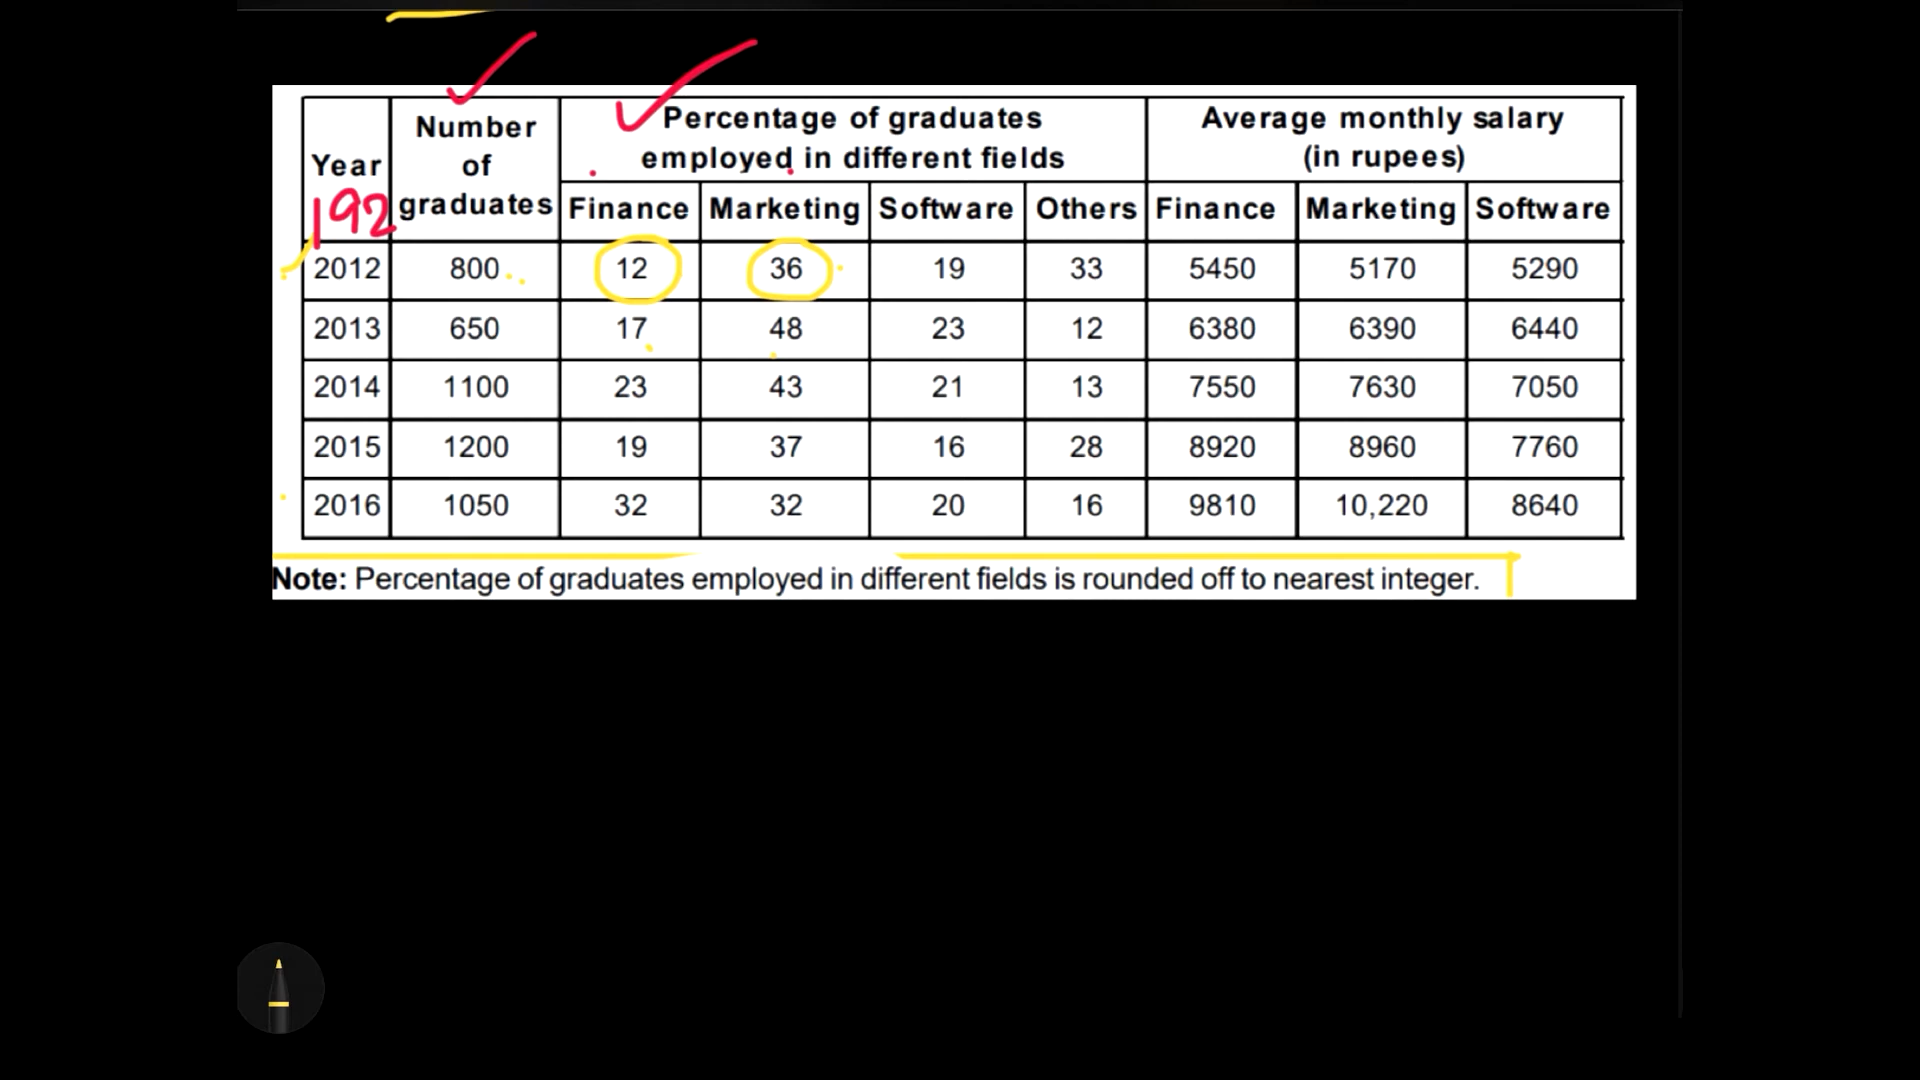 Year Number of graduates Percentage of graduates employed in different fields Average monthly salary (in rupees)
192
Finance Marketing Software Others Finance Marketing Software
2012 800 12 36 19 33 5450 5170 5290
2013 650 17 48 23 12 6380 6390 6440
2014 1100 23 43 21 13 7550 7630 7050
2015 1200 19 37 16 28 8920 8960 7760
2016 1050 32 32 20 16 9810 10,220 8640
Note: Percentage of graduates employed in different fields is rounded off to nearest integer.